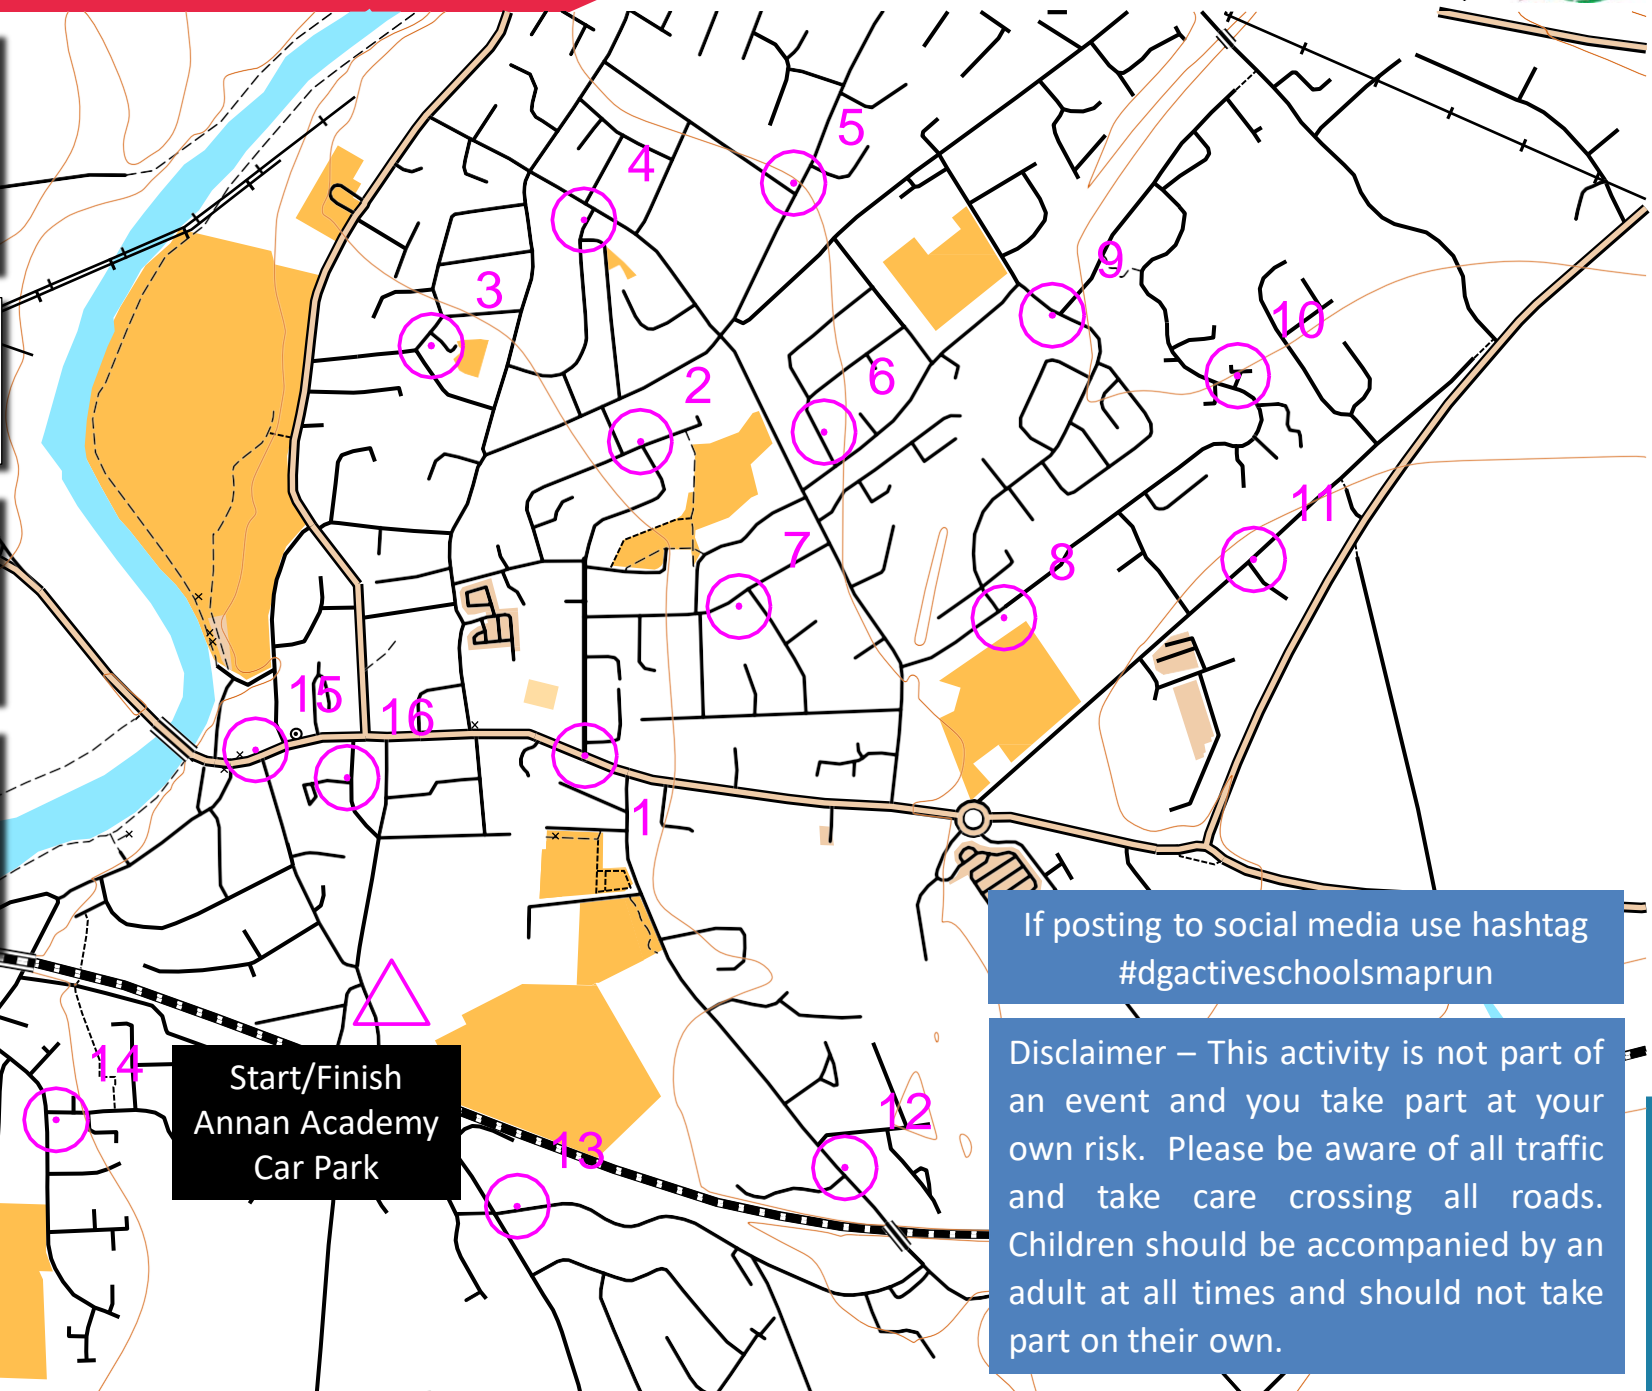 5
4
9
3
10
2
6
11
7
8
15
16
1
If posting to social media use hashtag
#dgactiveschoolsmaprun
Disclaimer – This activity is not part of
an event and you take part at your
own risk. Please be aware of all traffic
and take care crossing all roads.
Children should be accompanied by an
adult at all times and should not take
part on their own.
14
Start/Finish
Annan Academy
Car Park
12
13